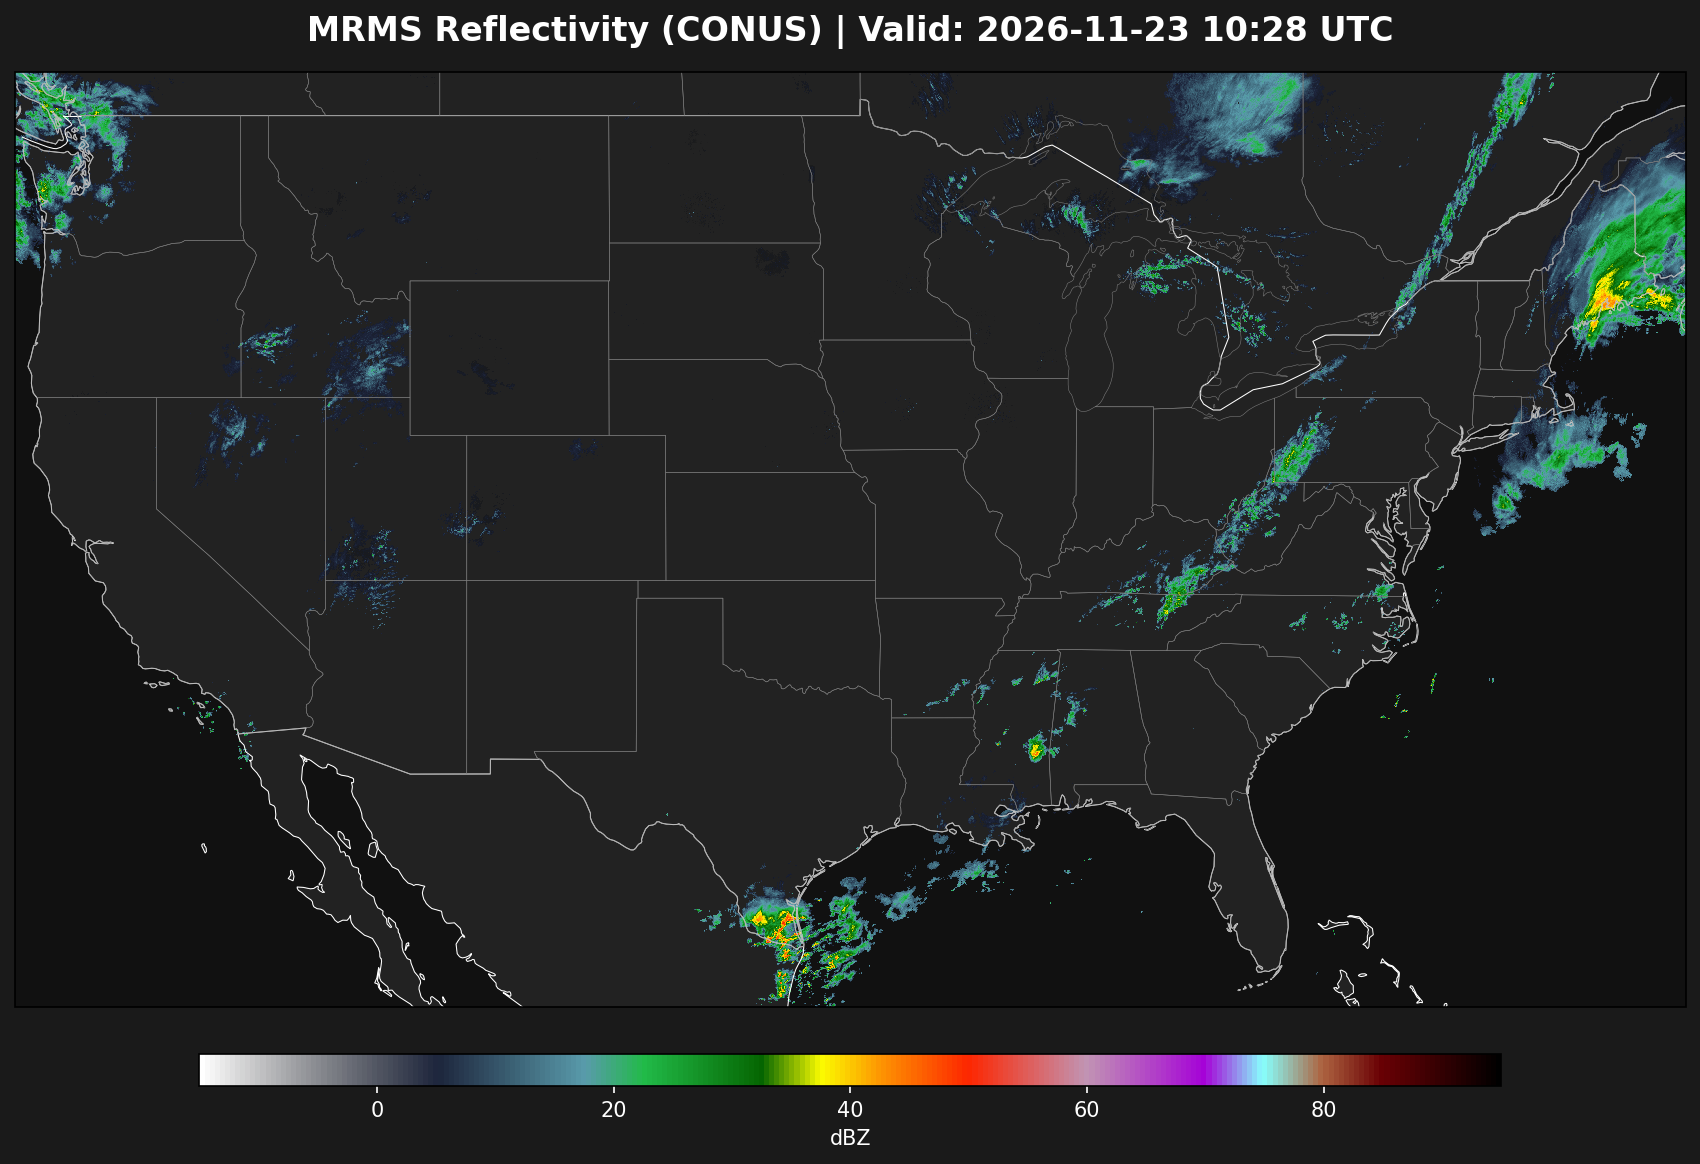 MRMS Reflectivity (CONUS) | Valid: 2026-11-23 10:28 UTC
0 20 40 60 80
dBZ